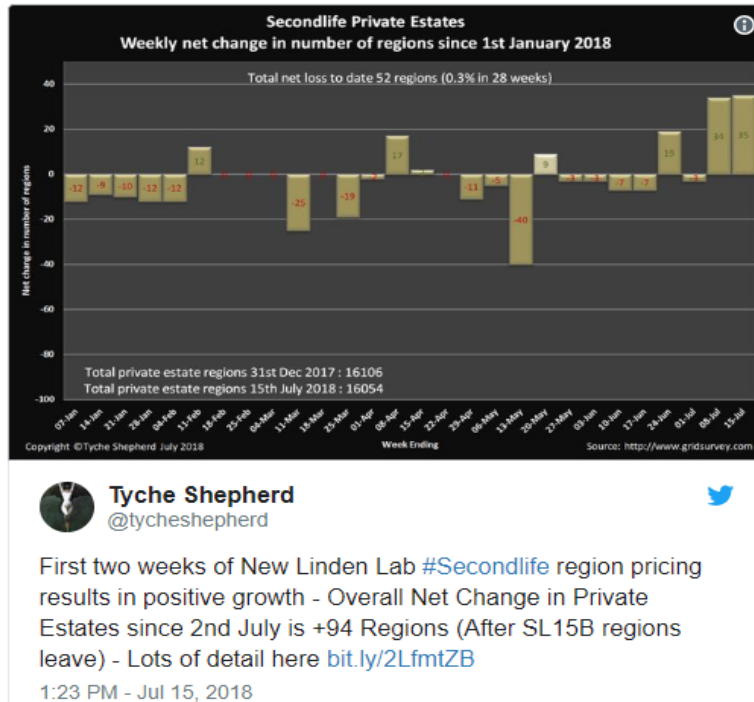 Secondlife Private Estates
Weekly net change in number of regions since 1st January 2018
Total net loss to date 52 regions (0.3% in 28 weeks)
Net change in number of regions
40
20
0
-20
-40
-60
-80
-100
-12
-9
-10
-12
-12
12
-25
-19
17
-11
-5
-40
9
-3
-3
-7
-7
19
-3
34
35
Total private estate regions 31st Dec 2017 : 16106
Total private estate regions 15th July 2018 : 16054
07-Jan
14-Jan
21-Jan
28-Jan
04-Feb
11-Feb
18-Feb
25-Feb
04-Mar
11-Mar
18-Mar
25-Mar
01-Apr
08-Apr
15-Apr
22-Apr
29-Apr
06-May
13-May
20-May
27-May
03-Jun
10-Jun
17-Jun
24-Jun
01-Jul
08-Jul
15-Jul
Copyright ©Tyche Shepherd July 2018
Week Ending
Source: http://www.gridsurvey.com
Tyche Shepherd
@tycheshepherd
First two weeks of New Linden Lab #Secondlife region pricing
results in positive growth - Overall Net Change in Private
Estates since 2nd July is +94 Regions (After SL15B regions
leave) - Lots of detail here bit.ly/2LfmtZB
1:23 PM - Jul 15, 2018